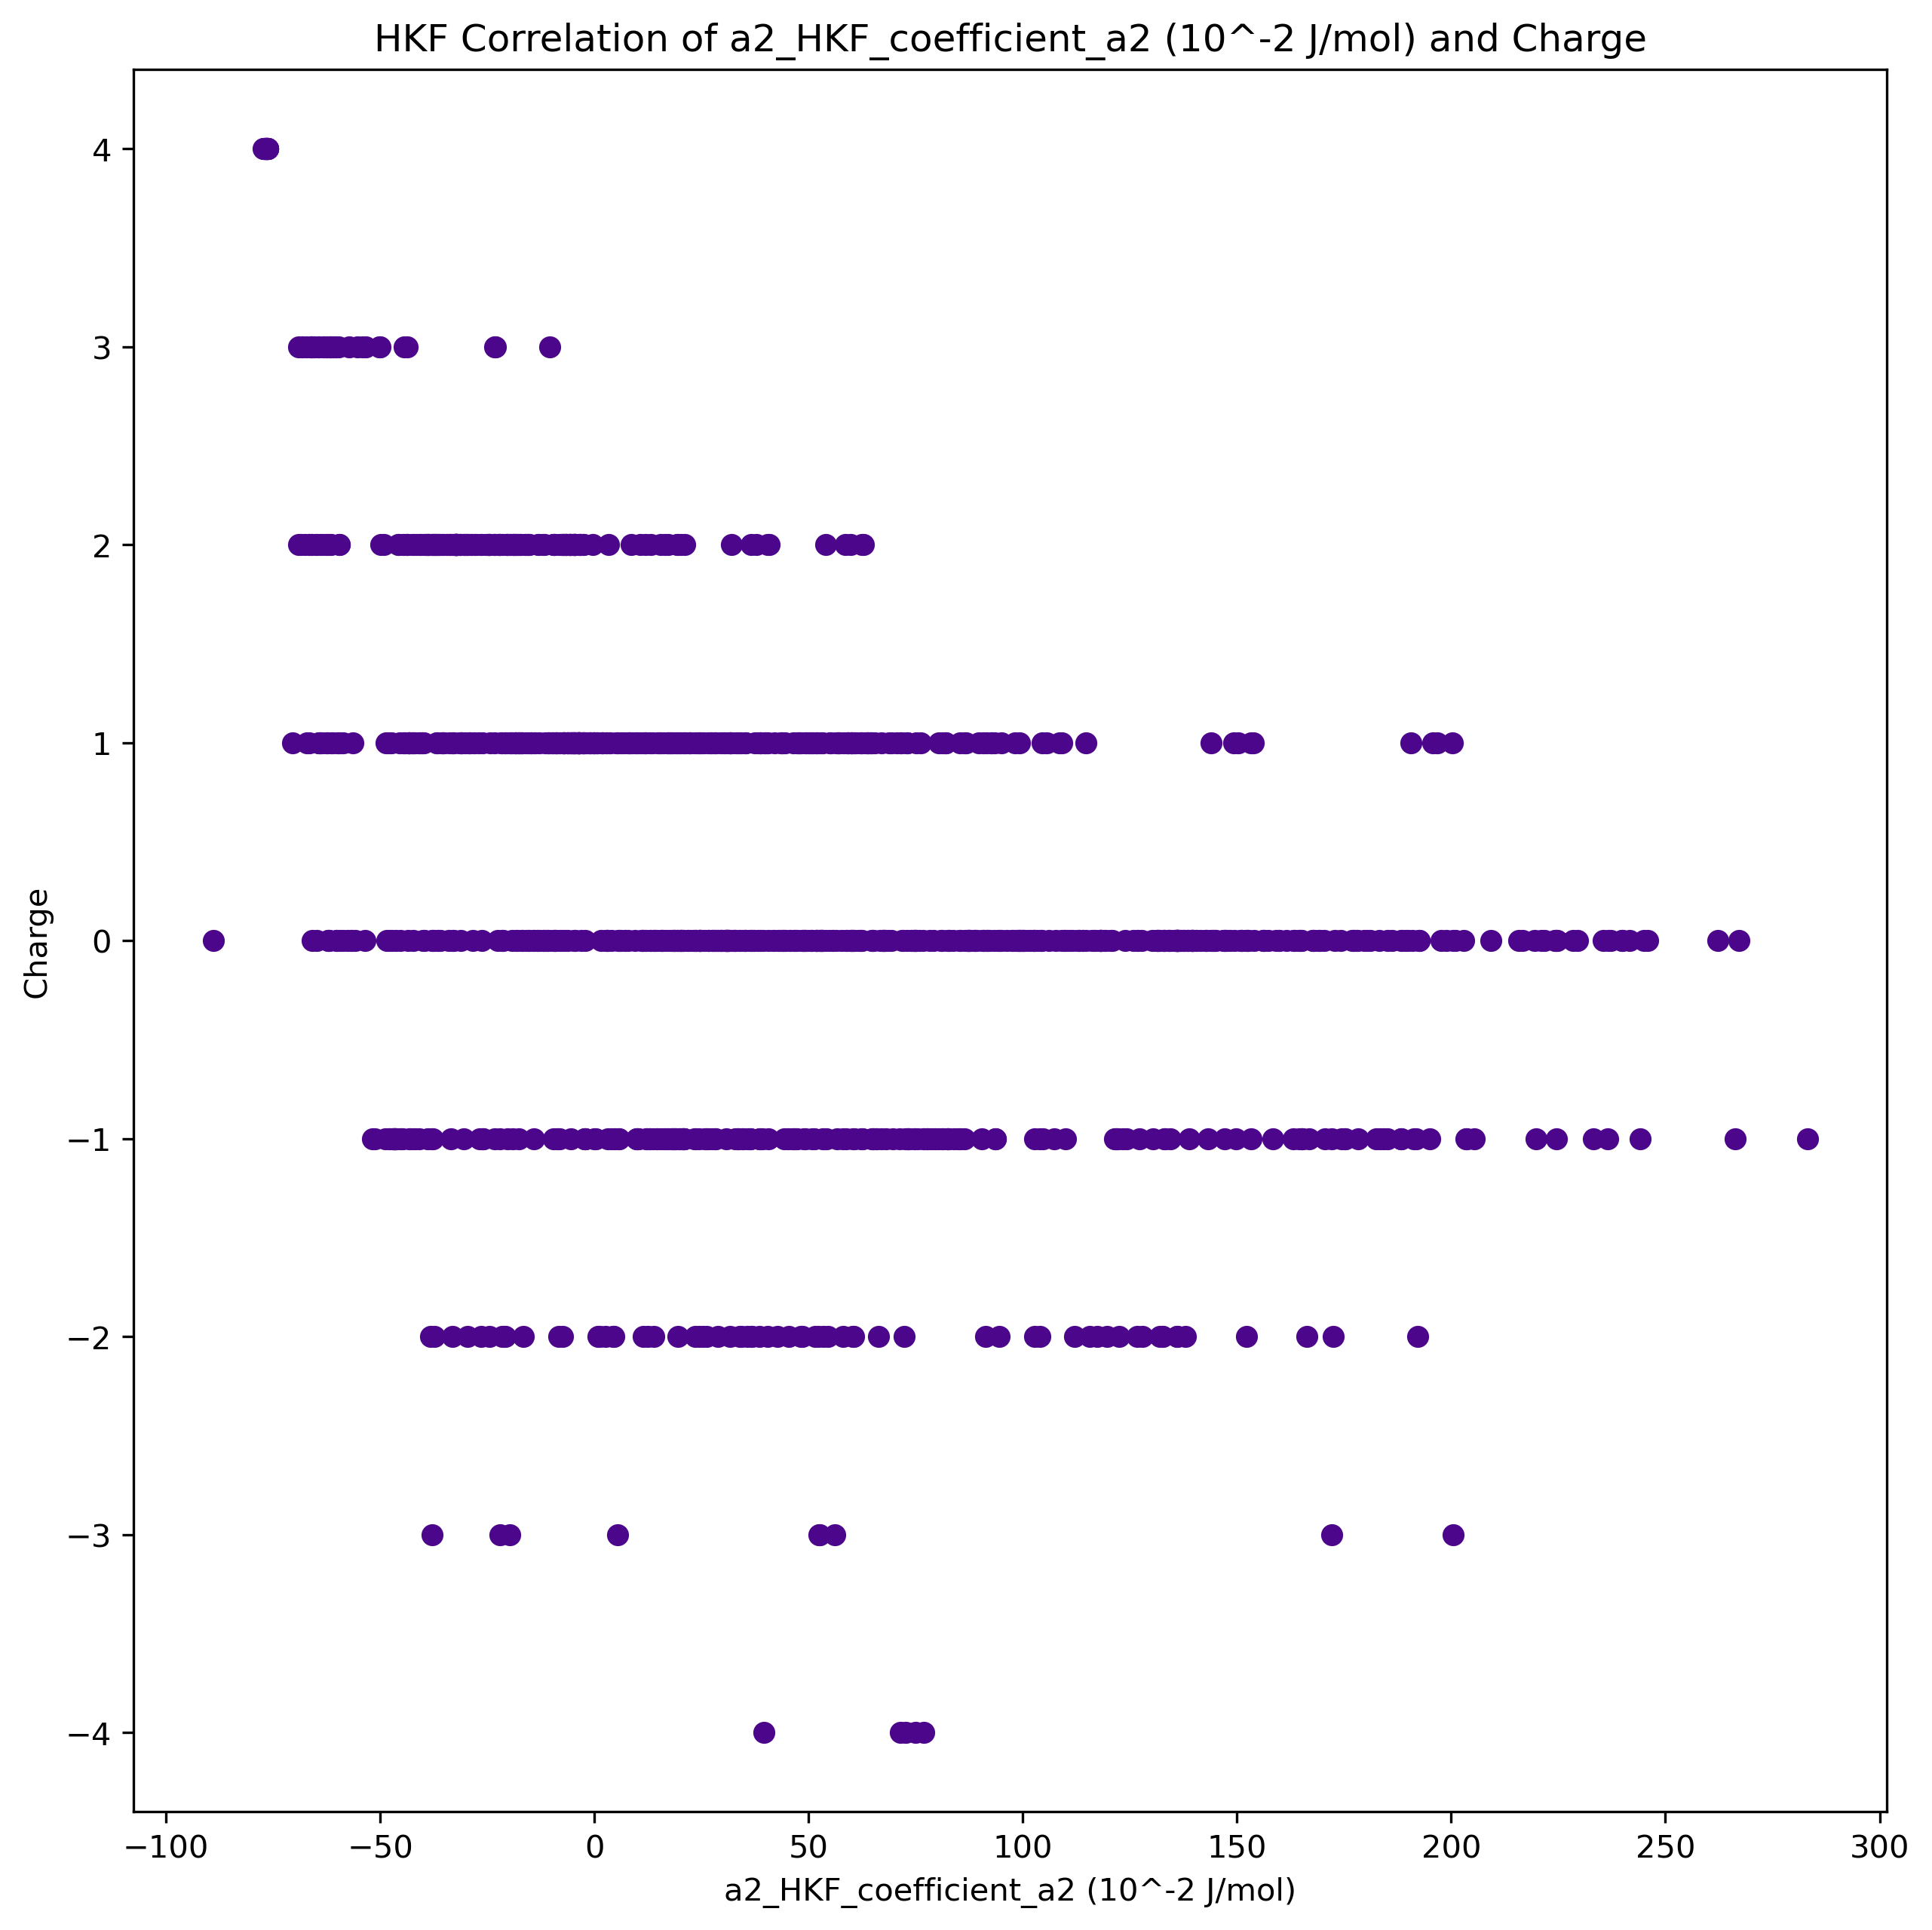 HKF Correlation of a2_HKF_coefficient_a2 (10^-2 J/mol) and Charge
4
3
2
1
0
−1
−2
−3
−4
Charge
−100 −50 0 50 100 150 200 250 300
a2_HKF_coefficient_a2 (10^-2 J/mol)